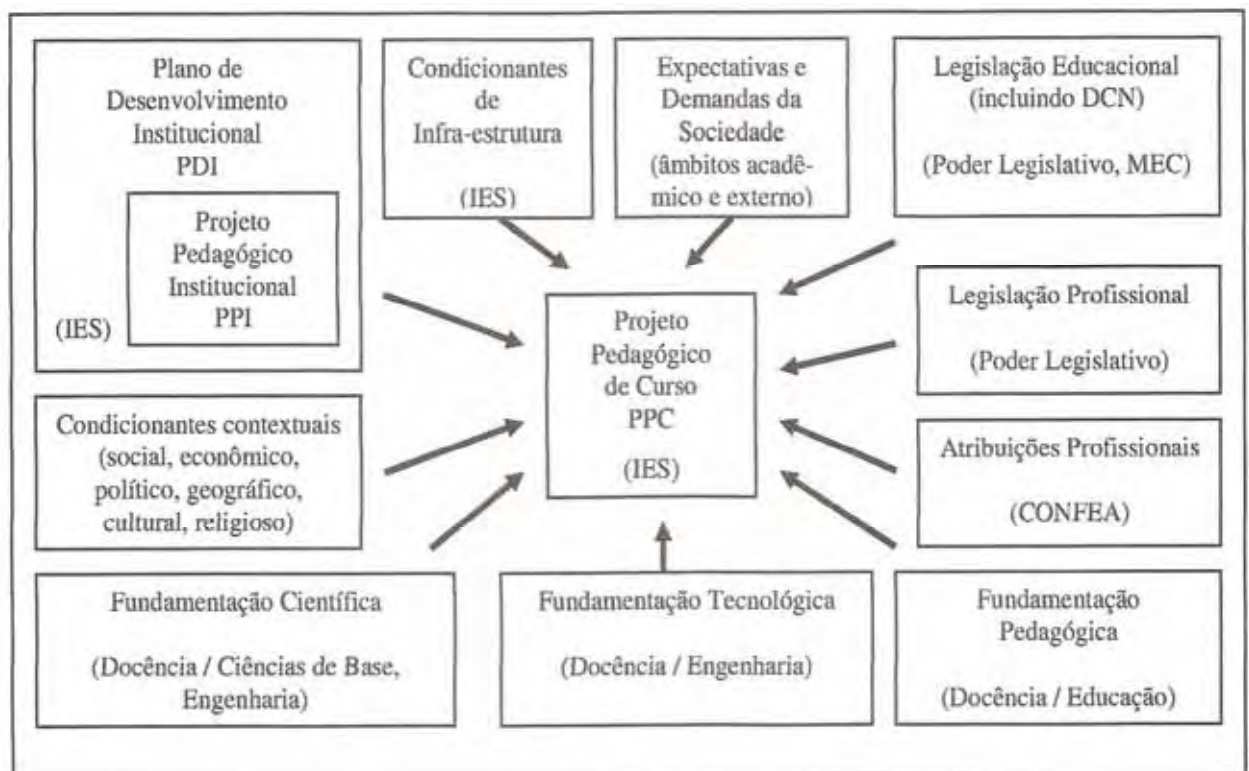 Plano de
Desenvolvimento
Institucional
PDI
Projeto
Pedagógico
Institucional
PPI
(IES)
Condicionantes
de
Infra-estrutura
(IES)
Expectativas e
Demandas da
Sociedade
(âmbitos acadê-
mico e externo)
Legislação Educacional
(incluindo DCN)
(Poder Legislativo, MEC)
Projeto
Pedagógico
de Curso
PPC
(IES)
Legislação Profissional
(Poder Legislativo)
Condicionantes contextuais
(social, econômico,
político, geográfico,
cultural, religioso)
Atribuições Profissionais
(CONFEA)
Fundamentação Científica
(Docência / Ciências de Base,
Engenharia)
Fundamentação Tecnológica
(Docência / Engenharia)
Fundamentação
Pedagógica
(Docência / Educação)